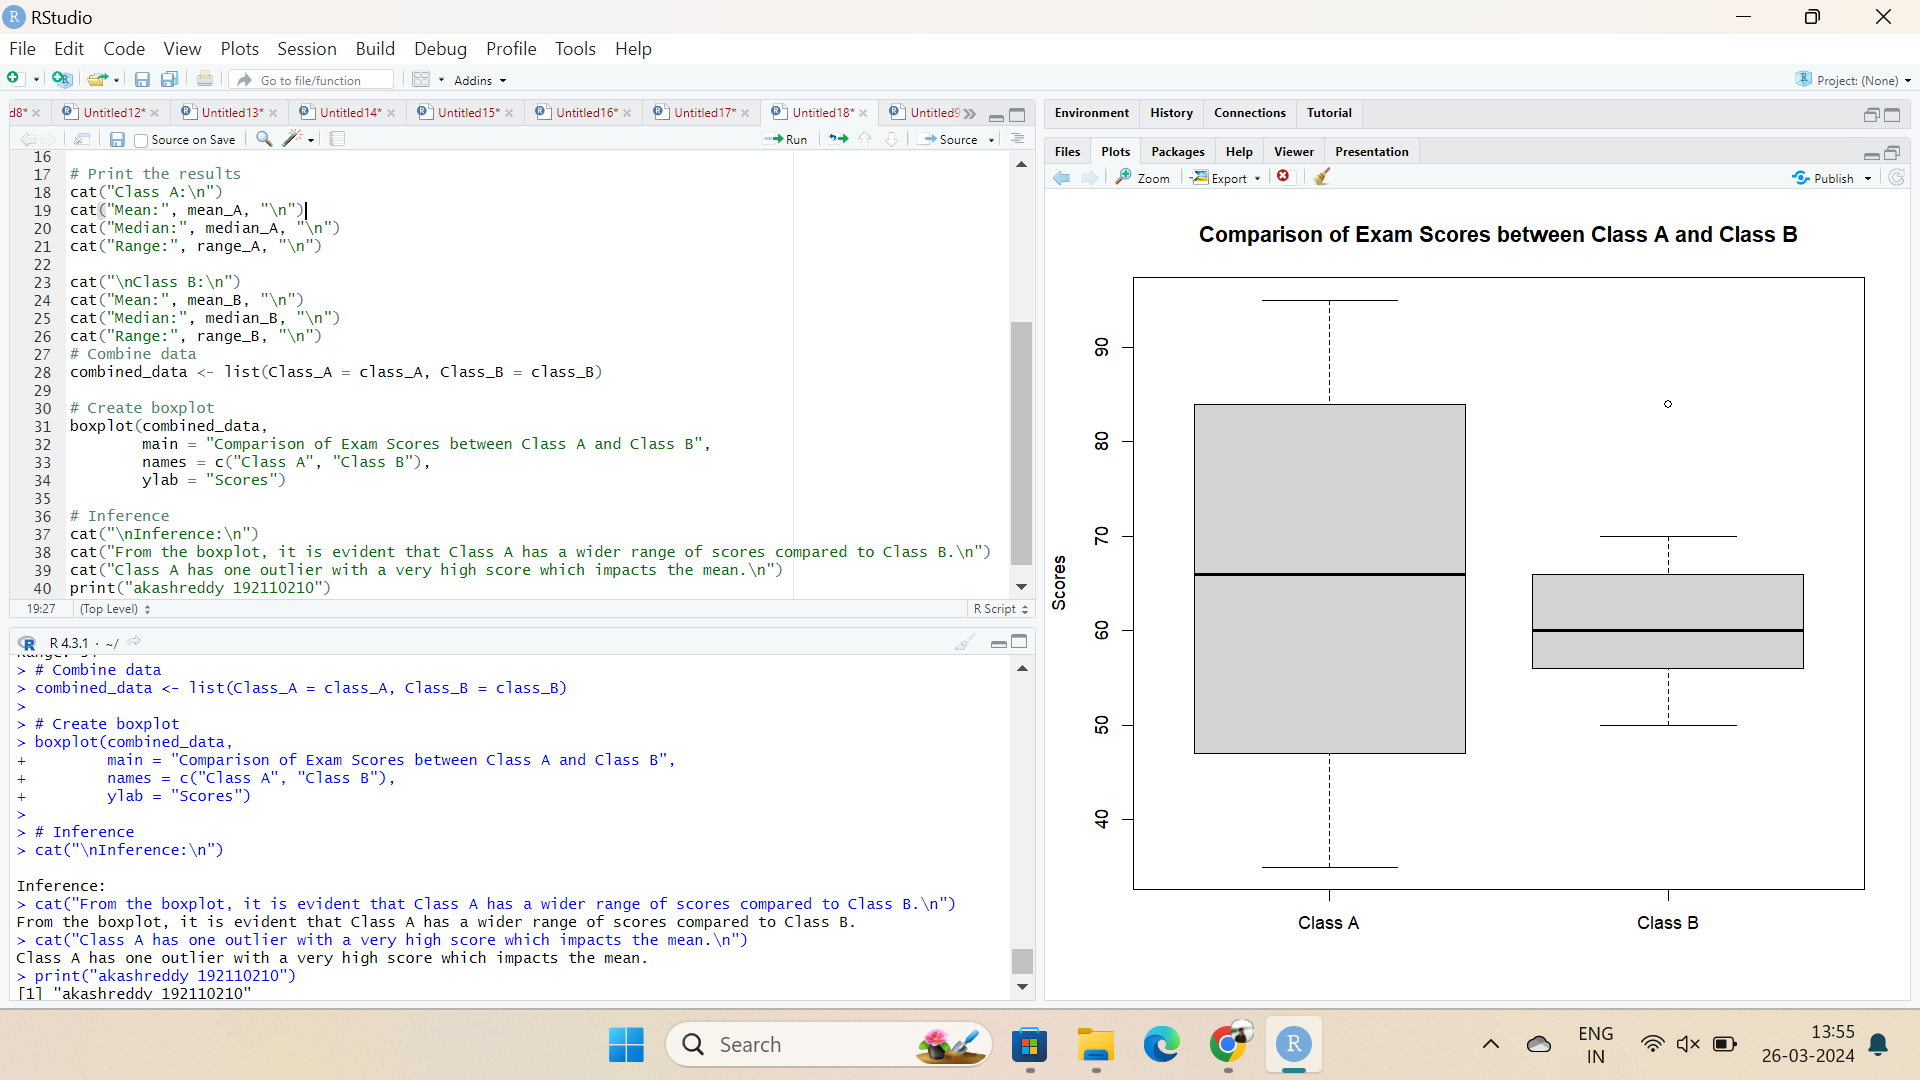 RStudio
File Edit Code View Plots Session Build Debug Profile Tools Help
Go to file/function
Addins
Project: (None)
d8* Untitled12* Untitled13* Untitled14* Untitled15* Untitled16* Untitled17* Untitled18* Untitled9
Source on Save
Run
Source
16
17 # Print the results
18 cat("Class A:\n")
19 cat("Mean:", mean_A, "\n")
20 cat("Median:", median_A, "\n")
21 cat("Range:", range_A, "\n")
22
23 cat("\nClass B:\n")
24 cat("Mean:", mean_B, "\n")
25 cat("Median:", median_B, "\n")
26 cat("Range:", range_B, "\n")
27 # Combine data
28 combined_data <- list(Class_A = class_A, Class_B = class_B)
29
30 # Create boxplot
31 boxplot(combined_data,
32 main = "Comparison of Exam Scores between Class A and Class B",
33 names = c("Class A", "Class B"),
34 ylab = "Scores")
35
36 # Inference
37 cat("\nInference:\n")
38 cat("From the boxplot, it is evident that Class A has a wider range of scores compared to Class B.\n")
39 cat("Class A has one outlier with a very high score which impacts the mean.\n")
40 print("akashreddy 192110210")
19:27 (Top Level) R Script
R 4.3.1 · ~/
> # Combine data
> combined_data <- list(Class_A = class_A, Class_B = class_B)
>
> # Create boxplot
> boxplot(combined_data,
+ main = "Comparison of Exam Scores between Class A and Class B",
+ names = c("Class A", "Class B"),
+ ylab = "Scores")
>
> # Inference
> cat("\nInference:\n")
Inference:
> cat("From the boxplot, it is evident that Class A has a wider range of scores compared to Class B.\n")
From the boxplot, it is evident that Class A has a wider range of scores compared to Class B.
> cat("Class A has one outlier with a very high score which impacts the mean.\n")
Class A has one outlier with a very high score which impacts the mean.
> print("akashreddy 192110210")
[1] "akashreddy 192110210"
Environment History Connections Tutorial
Files Plots Packages Help Viewer Presentation
Zoom Export Publish
Comparison of Exam Scores between Class A and Class B
90
80
70
60
50
40
Scores
Class A Class B
Search
ENG
IN
13:55
26-03-2024